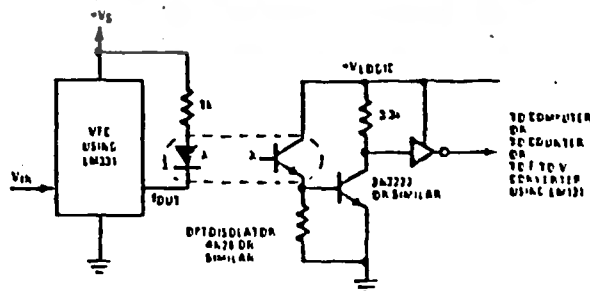 +VS
+VLOGIC
1k
3.3k
VFC
USING
LM331
λ
λ
VIN
fOUT
2N2222
OR SIMILAR
OPTOISOLATOR
4N28 OR
SIMILAR
TO COMPUTER
OR
TO COUNTER
OR
TO F TO V
CONVERTER
USING LM131